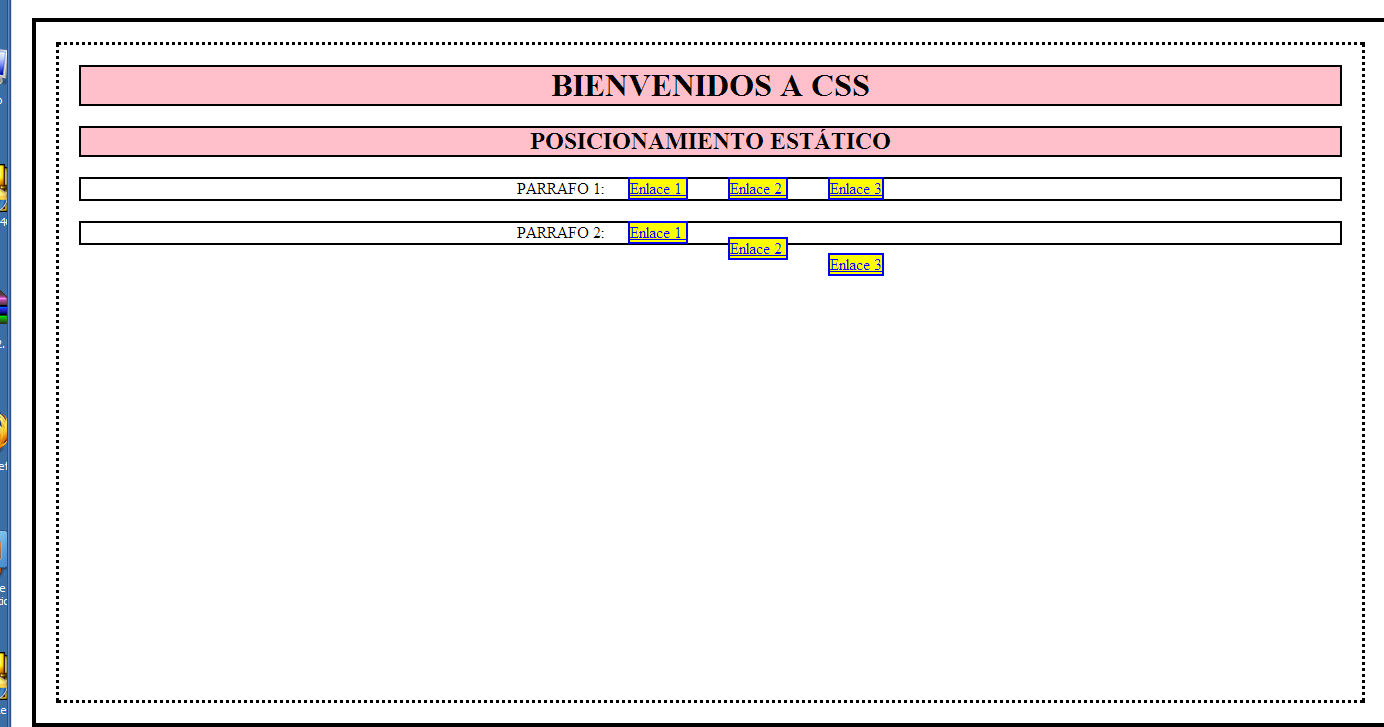 BIENVENIDOS A CSS
POSICIONAMIENTO ESTÁTICO
PARRAFO 1: Enlace 1 Enlace 2 Enlace 3
PARRAFO 2: Enlace 1
Enlace 2
Enlace 3